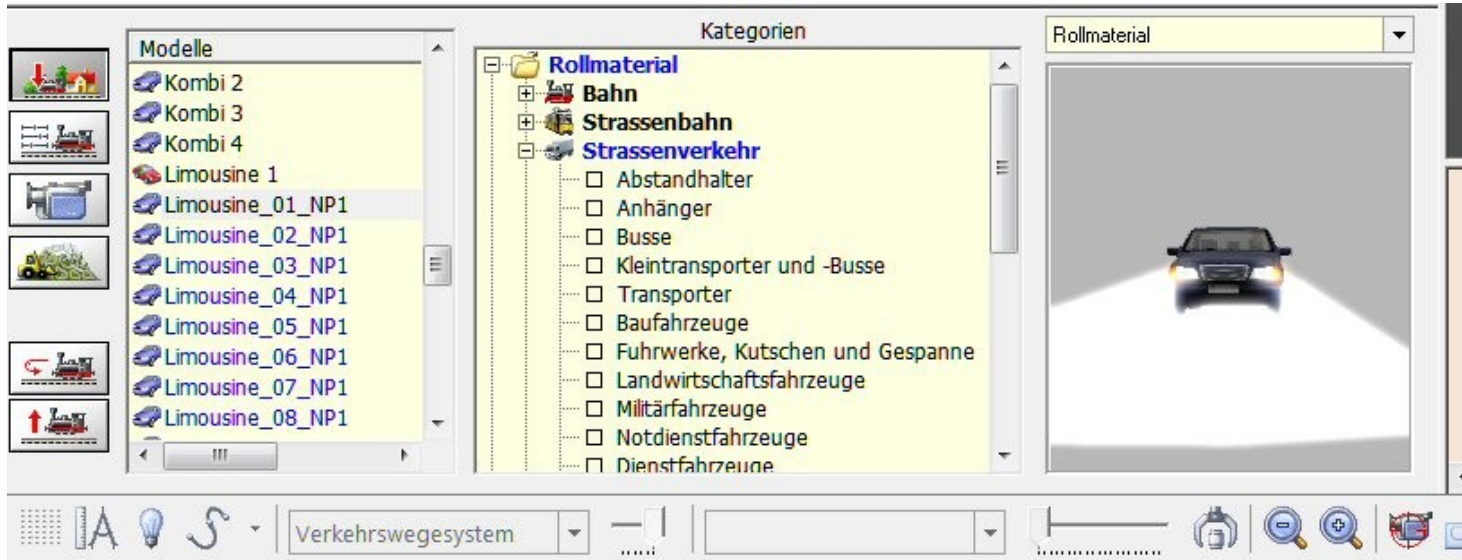 Modelle
Kombi 2
Kombi 3
Kombi 4
Limousine 1
Limousine_01_NP1
Limousine_02_NP1
Limousine_03_NP1
Limousine_04_NP1
Limousine_05_NP1
Limousine_06_NP1
Limousine_07_NP1
Limousine_08_NP1
Kategorien
Rollmaterial
Bahn
Strassenbahn
Strassenverkehr
Abstandhalter
Anhänger
Busse
Kleintransporter und -Busse
Transporter
Baufahrzeuge
Fuhrwerke, Kutschen und Gespanne
Landwirtschaftsfahrzeuge
Militärfahrzeuge
Notdienstfahrzeuge
Dienstfahrzeuge
Rollmaterial
Verkehrswegesystem